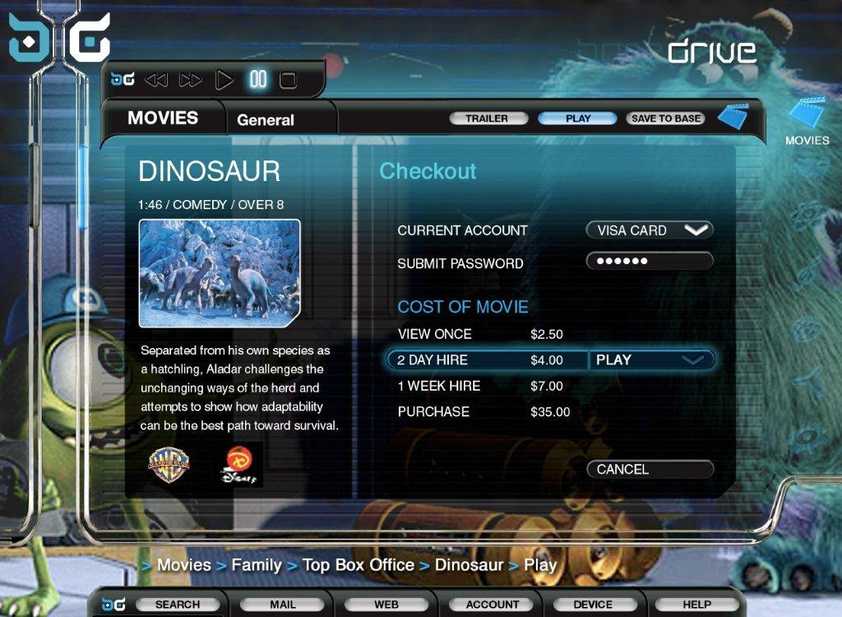 drive
MOVIES
General
TRAILER
PLAY
SAVE TO BASE
MOVIES
DINOSAUR
1:46 / COMEDY / OVER 8
Separated from his own species as
a hatchling, Aladar challenges the
unchanging ways of the herd and
attempts to show how adaptability
can be the best path toward survival.
Disney
Checkout
CURRENT ACCOUNT VISA CARD
SUBMIT PASSWORD ●●●●●●
COST OF MOVIE
VIEW ONCE $2.50
2 DAY HIRE $4.00 PLAY
1 WEEK HIRE $7.00
PURCHASE $35.00
CANCEL
> Movies > Family > Top Box Office > Dinosaur > Play
SEARCH
MAIL
WEB
ACCOUNT
DEVICE
HELP